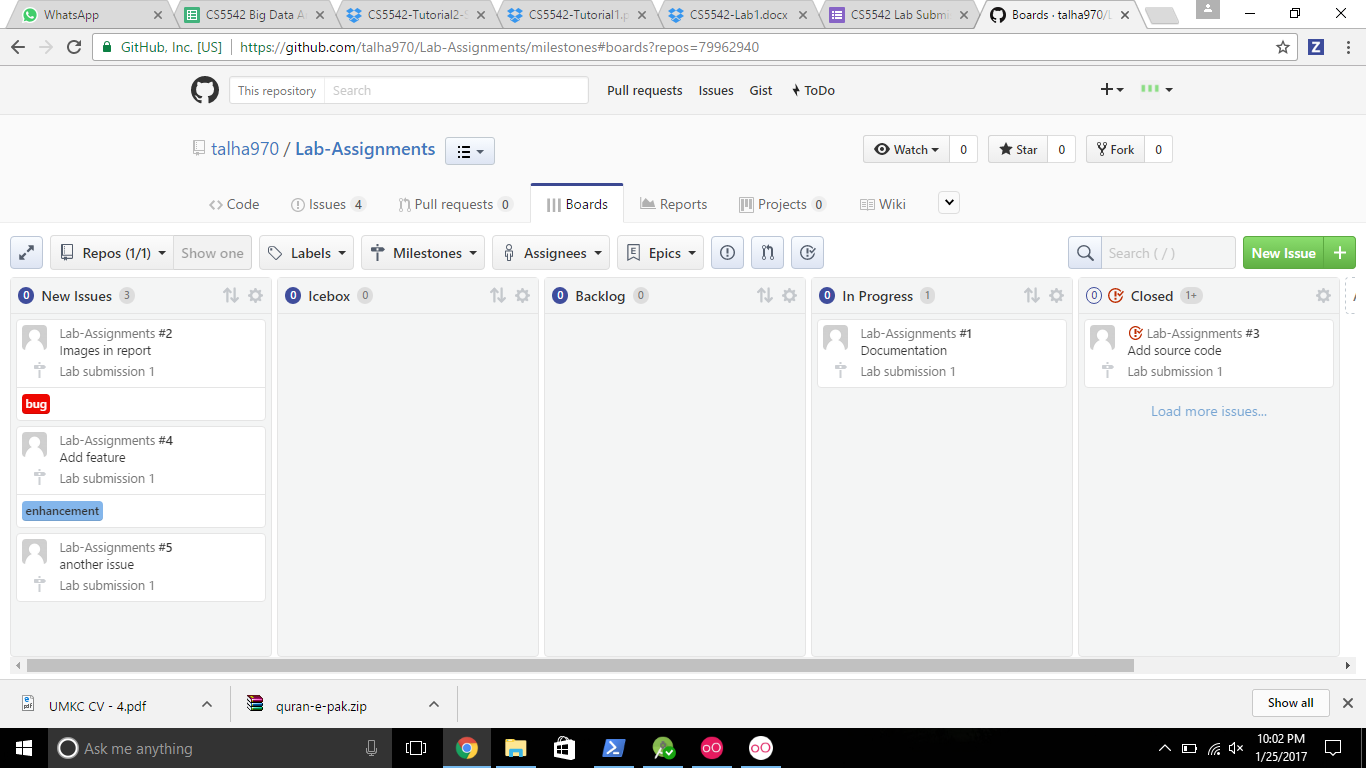 WhatsApp
CS5542 Big Data A
CS5542-Tutorial2-
CS5542-Tutorial1.p
CS5542-Lab1.docx
CS5542 Lab Submi
Boards · talha970/L
GitHub, Inc. [US] https://github.com/talha970/Lab-Assignments/milestones#boards?repos=79962940
Z
This repository Search Pull requests Issues Gist ToDo
talha970 / Lab-Assignments
Watch 0 Star 0 Fork 0
Code Issues 4 Pull requests 0 Boards Reports Projects 0 Wiki
Repos (1/1) Show one Labels Milestones Assignees Epics Search ( / ) New Issue +
0 New Issues 3
Lab-Assignments #2
Images in report
Lab submission 1
bug
Lab-Assignments #4
Add feature
Lab submission 1
enhancement
Lab-Assignments #5
another issue
Lab submission 1
0 Icebox 0
0 Backlog 0
0 In Progress 1
Lab-Assignments #1
Documentation
Lab submission 1
0 Closed 1+
Lab-Assignments #3
Add source code
Lab submission 1
Load more issues...
UMKC CV - 4.pdf
quran-e-pak.zip
Show all
Ask me anything
10:02 PM
1/25/2017